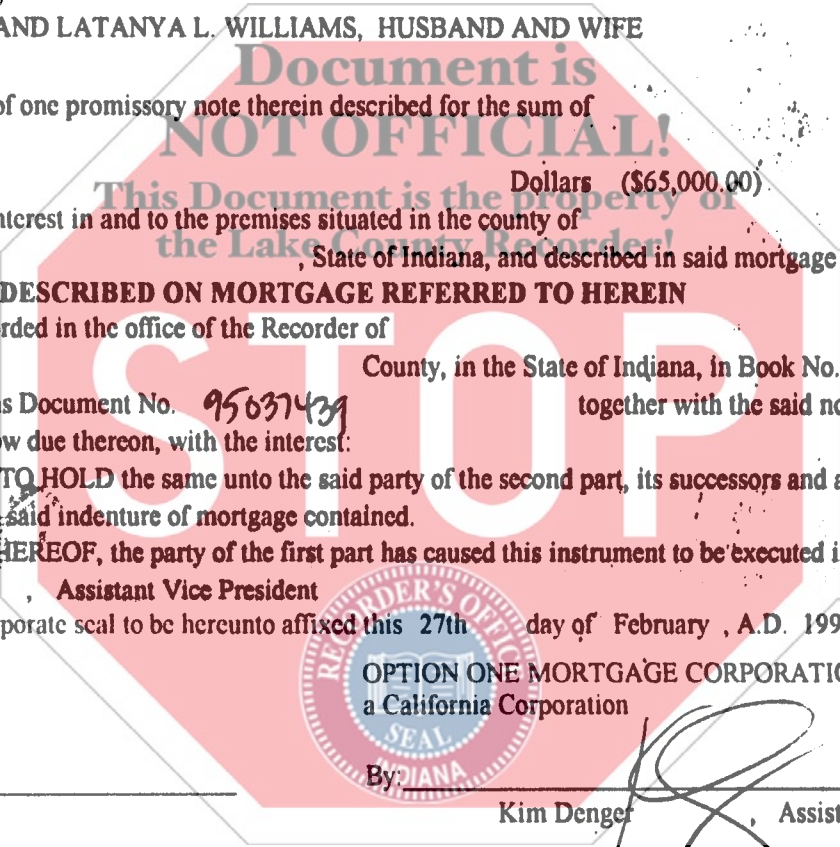 AND LATANYA L. WILLIAMS, HUSBAND AND WIFE
Document is
of one promissory note therein described for the sum of
NOT OFFICIAL!
Dollars ($65,000.00)
This Document is the property of
nterest in and to the premises situated in the county of
the Lake County Recorder!
, State of Indiana, and described in said mortgage
DESCRIBED ON MORTGAGE REFERRED TO HEREIN
rded in the office of the Recorder of
STOP
County, in the State of Indiana, in Book No.
s Document No. 95037439 together with the said no
w due thereon, with the interest:
TO HOLD the same unto the said party of the second part, its successors and a
said indenture of mortgage contained.
HEREOF, the party of the first part has caused this instrument to be executed i
, Assistant Vice President
porate seal to be hereunto affixed this 27th day of February , A.D. 199
RECORDER'S OFFICE
OPTION ONE MORTGAGE CORPORATIO
a California Corporation
SEAL
INDIANA
By:
Kim Denger , Assist